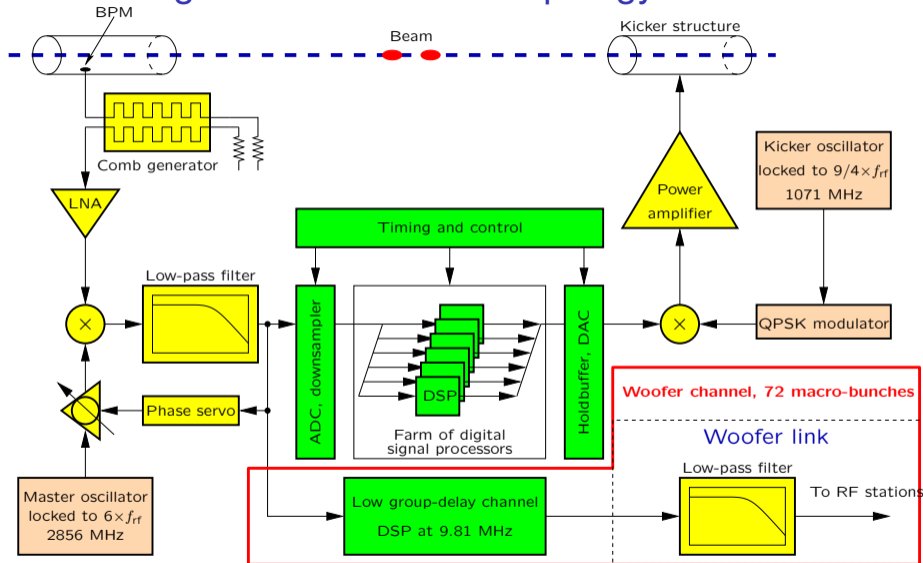 BPM
Beam
Kicker structure
Comb generator
LNA
Kicker oscillator
locked to 9/4×frf
1071 MHz
Power
amplifier
Timing and control
Low-pass filter
×
×
QPSK modulator
ADC, downsampler
DSP
Holdbuffer, DAC
Phase servo
Farm of digital
signal processors
Woofer channel, 72 macro-bunches
Woofer link
Master oscillator
locked to 6×frf
2856 MHz
Low group-delay channel
DSP at 9.81 MHz
Low-pass filter
To RF stations